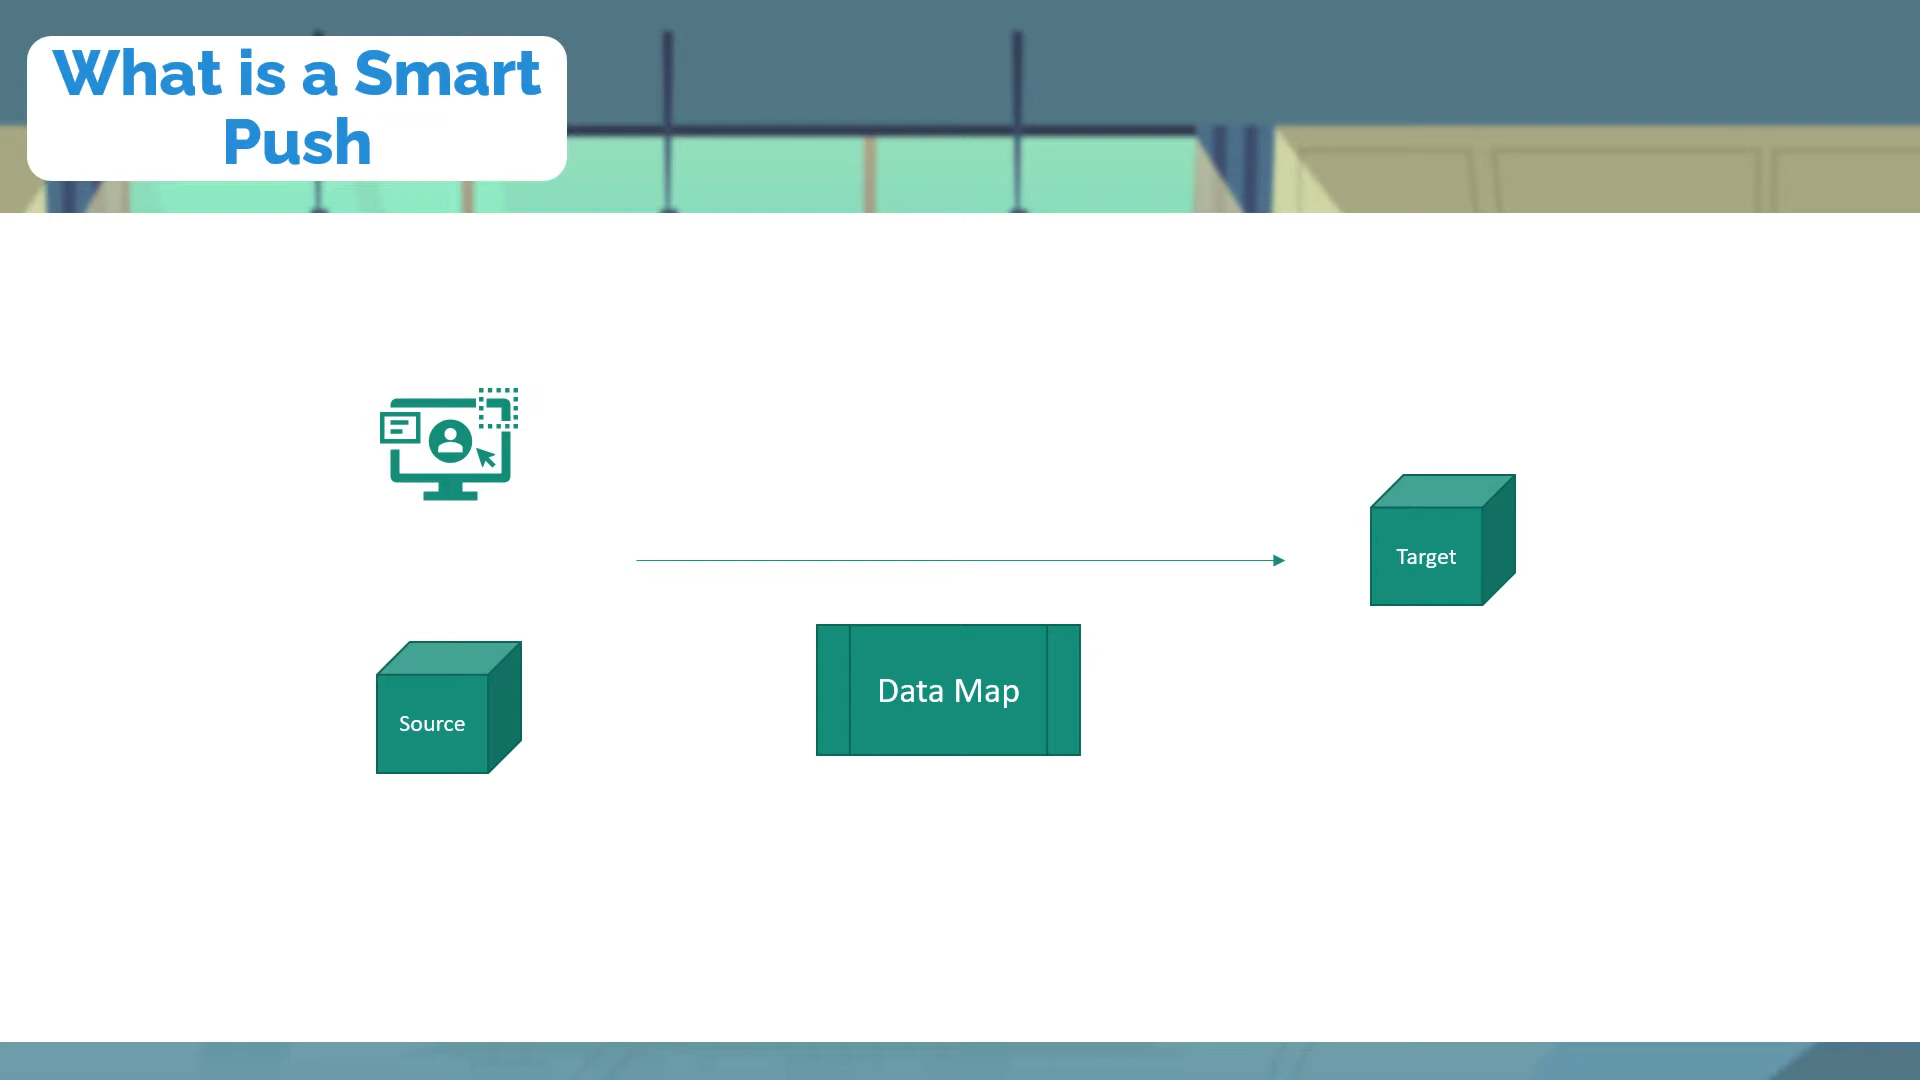 What is a Smart
Push
Target
Source
Data Map